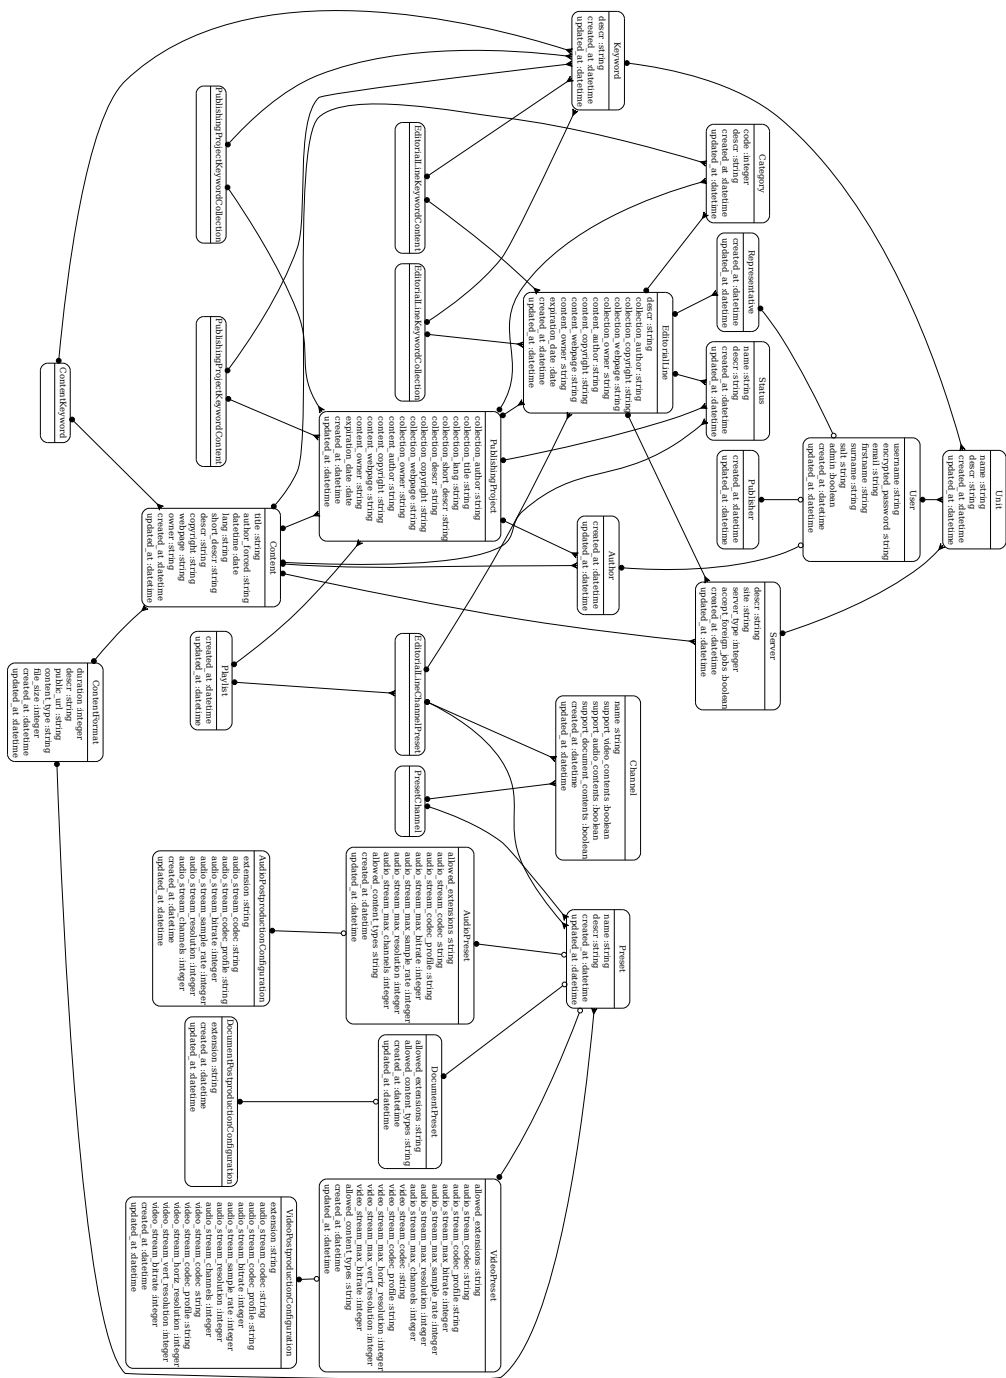 Unit
name :string
descr :string
created_at :datetime
updated_at :datetime
User
username :string
encrypted_password :string
email :string
firstname :string
surname :string
salt :string
admin :boolean
created_at :datetime
updated_at :datetime
Server
descr :string
site :string
server_type :integer
accept_foreign_jobs :boolean
created_at :datetime
updated_at :datetime
Category
code :integer
descr :string
created_at :datetime
updated_at :datetime
Representative
created_at :datetime
updated_at :datetime
Status
name :string
descr :string
created_at :datetime
updated_at :datetime
Publisher
created_at :datetime
updated_at :datetime
Keyword
descr :string
created_at :datetime
updated_at :datetime
EditorialLine
descr :string
collection_author :string
collection_copyright :string
collection_webpage :string
collection_owner :string
content_author :string
content_copyright :string
content_webpage :string
content_owner :string
expiration_date :date
created_at :datetime
updated_at :datetime
Author
created_at :datetime
updated_at :datetime
Channel
name :string
support_video_contents :boolean
support_audio_contents :boolean
support_document_contents :boolean
created_at :datetime
updated_at :datetime
Preset
name :string
descr :string
created_at :datetime
updated_at :datetime
EditorialLineKeywordContent
EditorialLineKeywordCollection
PublishingProject
collection_author :string
collection_title :string
collection_lang :string
collection_short_descr :string
collection_descr :string
collection_copyright :string
collection_webpage :string
collection_owner :string
content_author :string
content_copyright :string
content_webpage :string
content_owner :string
expiration_date :date
created_at :datetime
updated_at :datetime
EditorialLineChannelPreset
PresetChannel
AudioPreset
allowed_extensions :string
audio_stream_codec :string
audio_stream_codec_profile :string
audio_stream_max_bitrate :integer
audio_stream_max_sample_rate :integer
audio_stream_max_resolution :integer
audio_stream_max_channels :integer
allowed_content_types :string
created_at :datetime
updated_at :datetime
DocumentPreset
allowed_extensions :string
allowed_content_types :string
created_at :datetime
updated_at :datetime
VideoPreset
allowed_extensions :string
audio_stream_codec :string
audio_stream_codec_profile :string
audio_stream_max_bitrate :integer
audio_stream_max_sample_rate :integer
audio_stream_max_resolution :integer
audio_stream_max_channels :integer
video_stream_codec :string
video_stream_codec_profile :string
video_stream_max_horiz_resolution :integer
video_stream_max_vert_resolution :integer
video_stream_max_bitrate :integer
allowed_content_types :string
created_at :datetime
updated_at :datetime
PublishingProjectKeywordCollection
PublishingProjectKeywordContent
Content
title :string
author_forced :string
datetime :date
lang :string
short_descr :string
descr :string
copyright :string
webpage :string
owner :string
created_at :datetime
updated_at :datetime
Playlist
created_at :datetime
updated_at :datetime
AudioPostproductionConfiguration
extension :string
audio_stream_codec :string
audio_stream_codec_profile :string
audio_stream_bitrate :integer
audio_stream_sample_rate :integer
audio_stream_resolution :integer
audio_stream_channels :integer
created_at :datetime
updated_at :datetime
DocumentPostproductionConfiguration
extension :string
created_at :datetime
updated_at :datetime
VideoPostproductionConfiguration
extension :string
audio_stream_codec :string
audio_stream_codec_profile :string
audio_stream_bitrate :integer
audio_stream_sample_rate :integer
audio_stream_resolution :integer
audio_stream_channels :integer
video_stream_codec :string
video_stream_codec_profile :string
video_stream_horiz_resolution :integer
video_stream_vert_resolution :integer
video_stream_bitrate :integer
created_at :datetime
updated_at :datetime
ContentKeyword
ContentFormat
duration :integer
descr :string
public_url :string
content_type :string
file_size :integer
created_at :datetime
updated_at :datetime